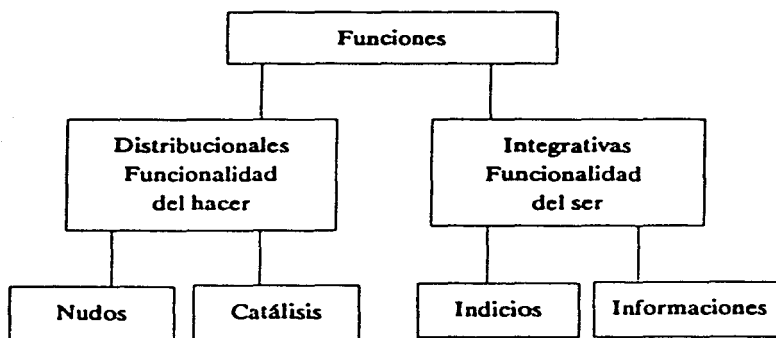 Funciones
Distribucionales
Funcionalidad
del hacer
Integrativas
Funcionalidad
del ser
Nudos
Catálisis
Indicios
Informaciones